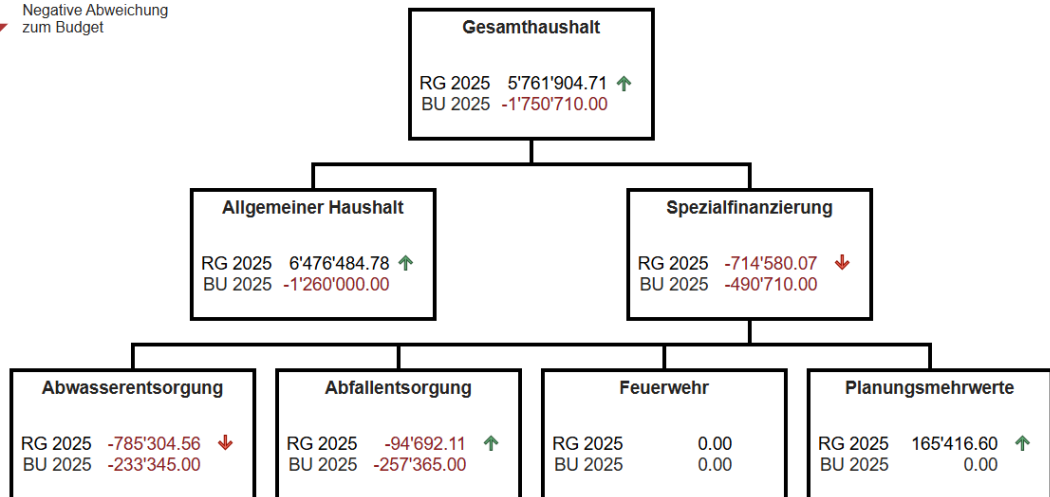 Negative Abweichung
zum Budget
Gesamthaushalt
RG 2025 5'761'904.71
BU 2025 -1'750'710.00
Allgemeiner Haushalt
RG 2025 6'476'484.78
BU 2025 -1'260'000.00
Spezialfinanzierung
RG 2025 -714'580.07
BU 2025 -490'710.00
Abwasserentsorgung
RG 2025 -785'304.56
BU 2025 -233'345.00
Abfallentsorgung
RG 2025 -94'692.11
BU 2025 -257'365.00
Feuerwehr
RG 2025 0.00
BU 2025 0.00
Planungsmehrwerte
RG 2025 165'416.60
BU 2025 0.00